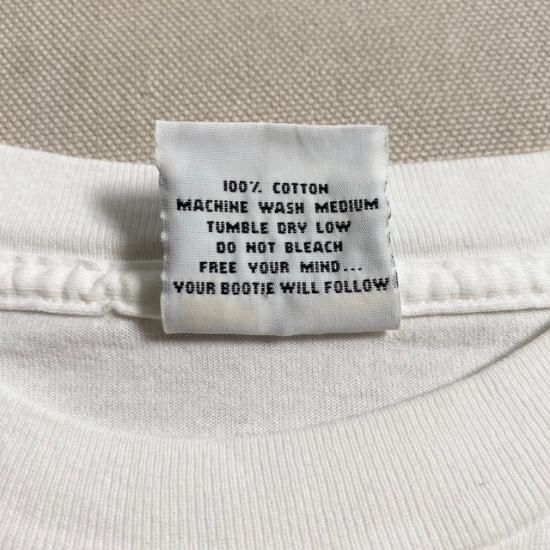 100% COTTON
MACHINE WASH MEDIUM
TUMBLE DRY LOW
DO NOT BLEACH
FREE YOUR MIND...
YOUR BOOTIE WILL FOLLOW